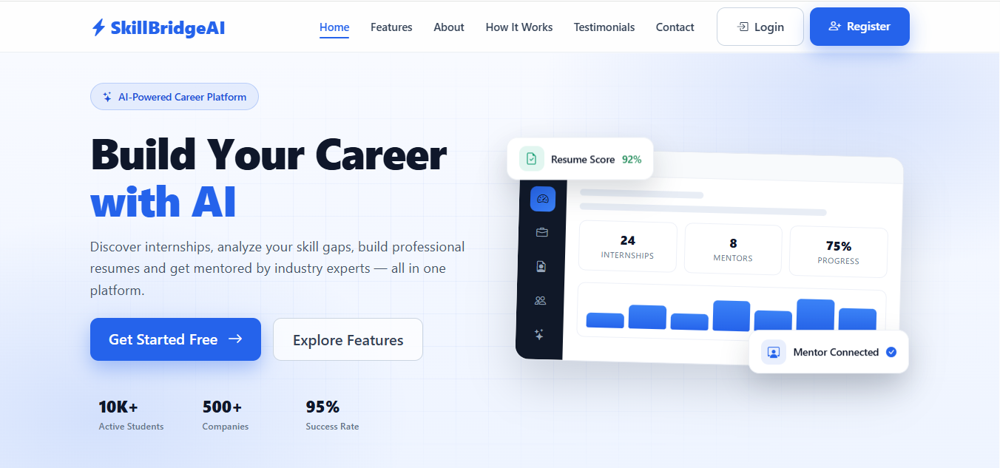 SkillBridgeAI
Home
Features
About
How It Works
Testimonials
Contact
Login
Register
AI-Powered Career Platform
Build Your Career
with AI
Discover internships, analyze your skill gaps, build professional
resumes and get mentored by industry experts — all in one
platform.
Get Started Free
Explore Features
10K+
Active Students
500+
Companies
95%
Success Rate
Resume Score 92%
24
INTERNSHIPS
8
MENTORS
75%
PROGRESS
Mentor Connected